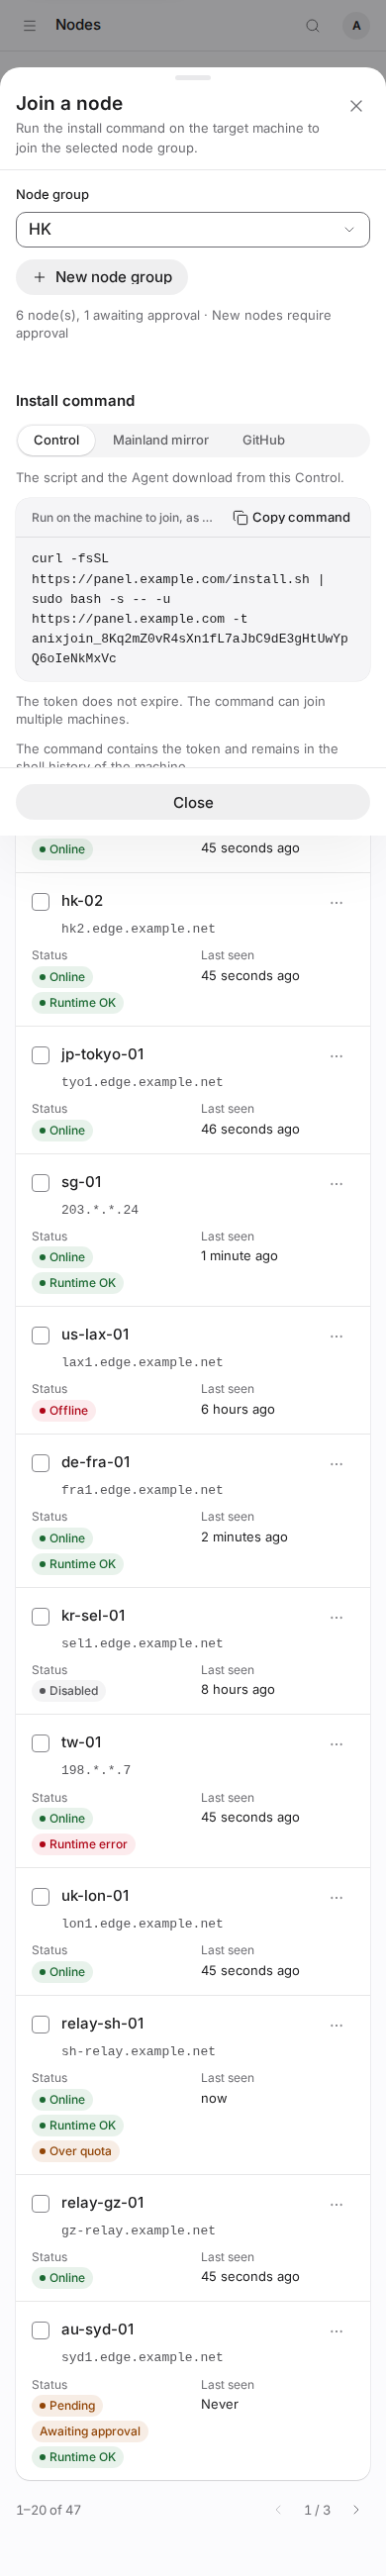 Nodes
A
Join a node
Run the install command on the target machine to
join the selected node group.
Node group
HK
New node group
6 node(s), 1 awaiting approval · New nodes require
approval
Install command
Control Mainland mirror GitHub
The script and the Agent download from this Control.
Run on the machine to join, as ... Copy command
curl -fsSL
https://panel.example.com/install.sh |
sudo bash -s -- -u
https://panel.example.com -t
anixjoin_8Kq2mZ0vR4sXn1fL7aJbC9dE3gHtUwYp
Q6oIeNkMxVc
The token does not expire. The command can join
multiple machines.
The command contains the token and remains in the
shell history of the machine.
Close
Online 45 seconds ago
hk-02
hk2.edge.example.net
Status Last seen
Online 45 seconds ago
Runtime OK
jp-tokyo-01
tyo1.edge.example.net
Status Last seen
Online 46 seconds ago
sg-01
203.*.*.24
Status Last seen
Online 1 minute ago
Runtime OK
us-lax-01
lax1.edge.example.net
Status Last seen
Offline 6 hours ago
de-fra-01
fra1.edge.example.net
Status Last seen
Online 2 minutes ago
Runtime OK
kr-sel-01
sel1.edge.example.net
Status Last seen
Disabled 8 hours ago
tw-01
198.*.*.7
Status Last seen
Online 45 seconds ago
Runtime error
uk-lon-01
lon1.edge.example.net
Status Last seen
Online 45 seconds ago
relay-sh-01
sh-relay.example.net
Status Last seen
Online now
Runtime OK
Over quota
relay-gz-01
gz-relay.example.net
Status Last seen
Online 45 seconds ago
au-syd-01
syd1.edge.example.net
Status Last seen
Pending Never
Awaiting approval
Runtime OK
1–20 of 47 1 / 3